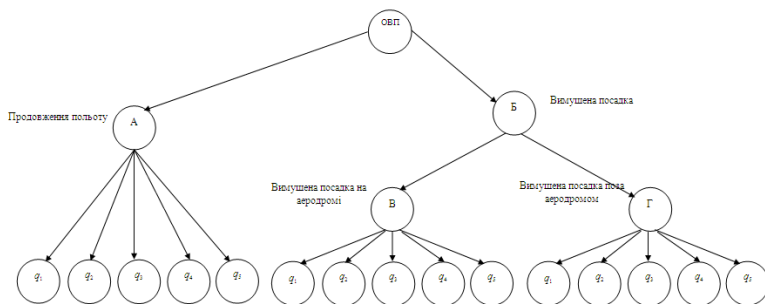 ОВП
Б
Вимушена посадка
Продовження польоту
А
Вимушена посадка на
аеродромі
В
Вимушена посадка поза
аеродромом
Г
q1 q2 q3 q4 q5
q1 q2 q3 q4 q5
q1 q2 q3 q4 q5